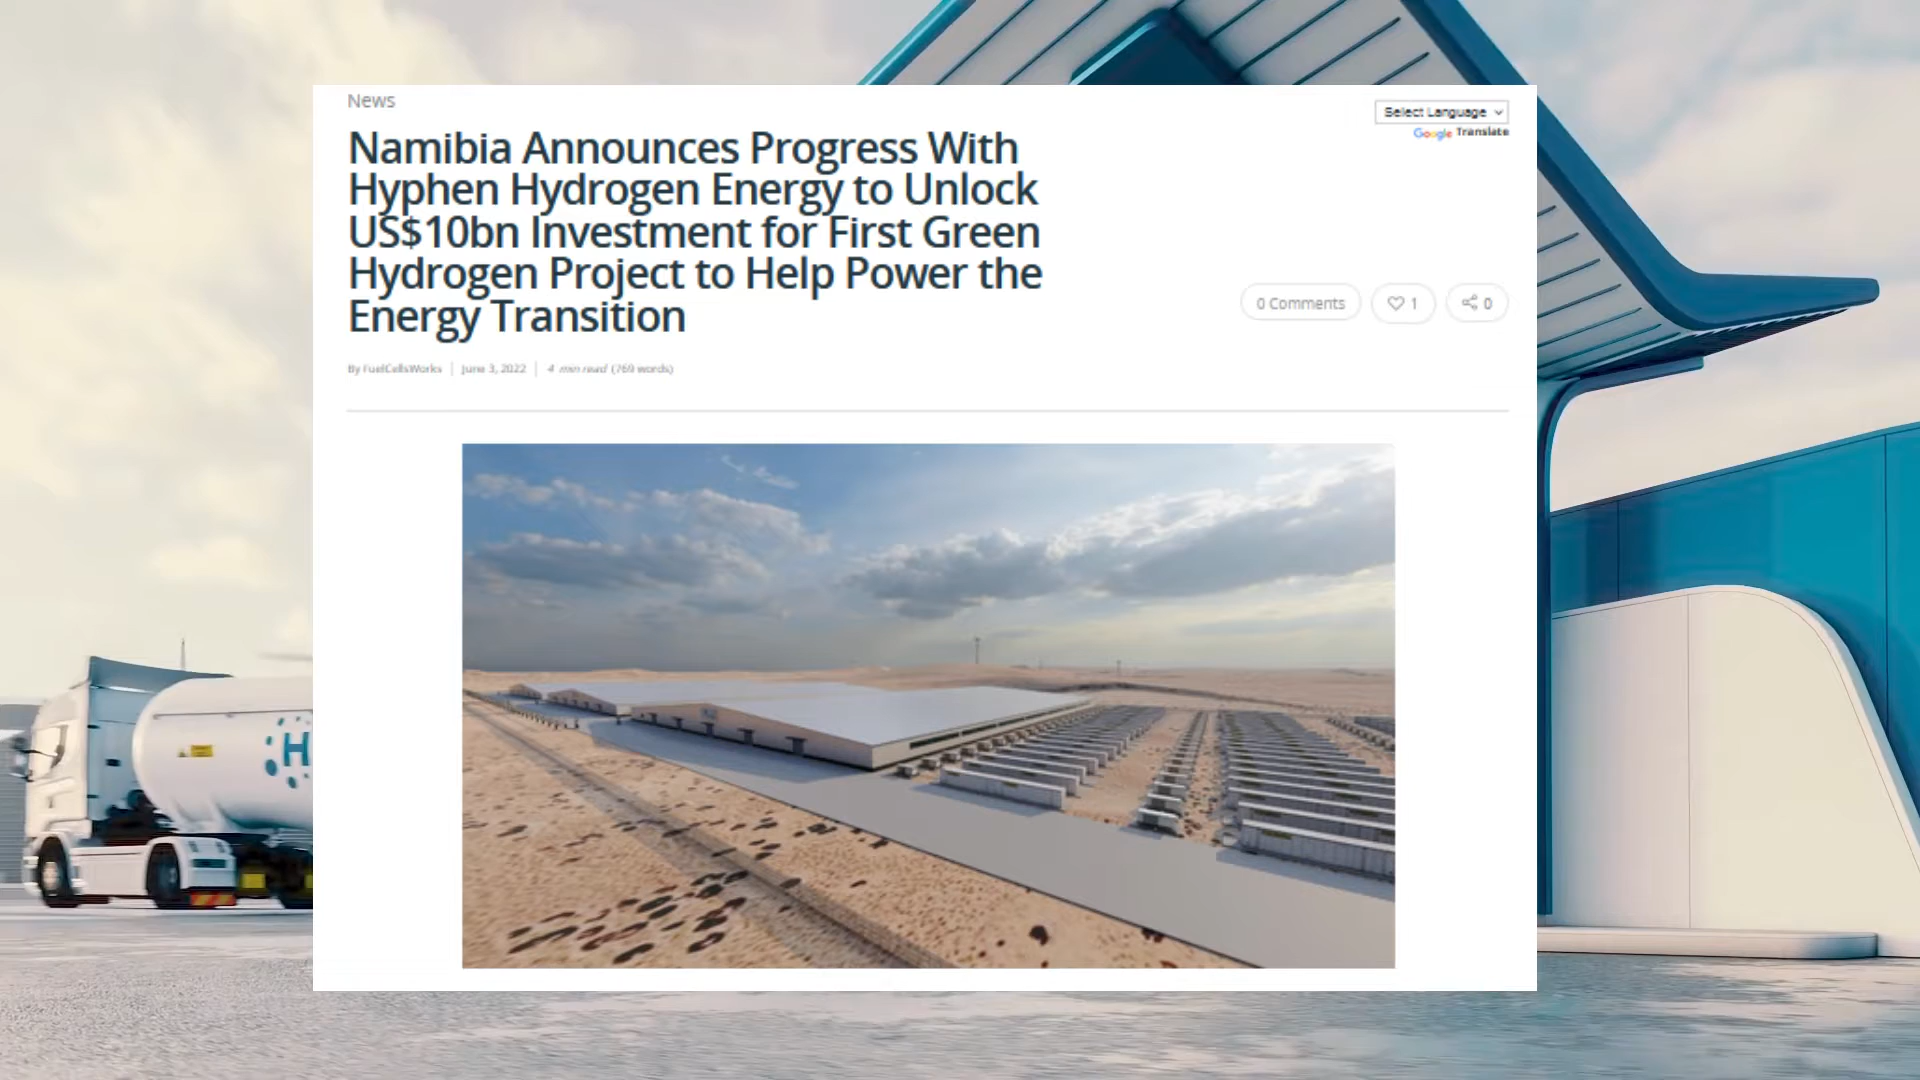 News
Select Language
Google Translate
Namibia Announces Progress With
Hyphen Hydrogen Energy to Unlock
US$10bn Investment for First Green
Hydrogen Project to Help Power the
Energy Transition
0 Comments
1
0
By FuelCellsWorks | June 3, 2022 | 4 min read (769 words)
H